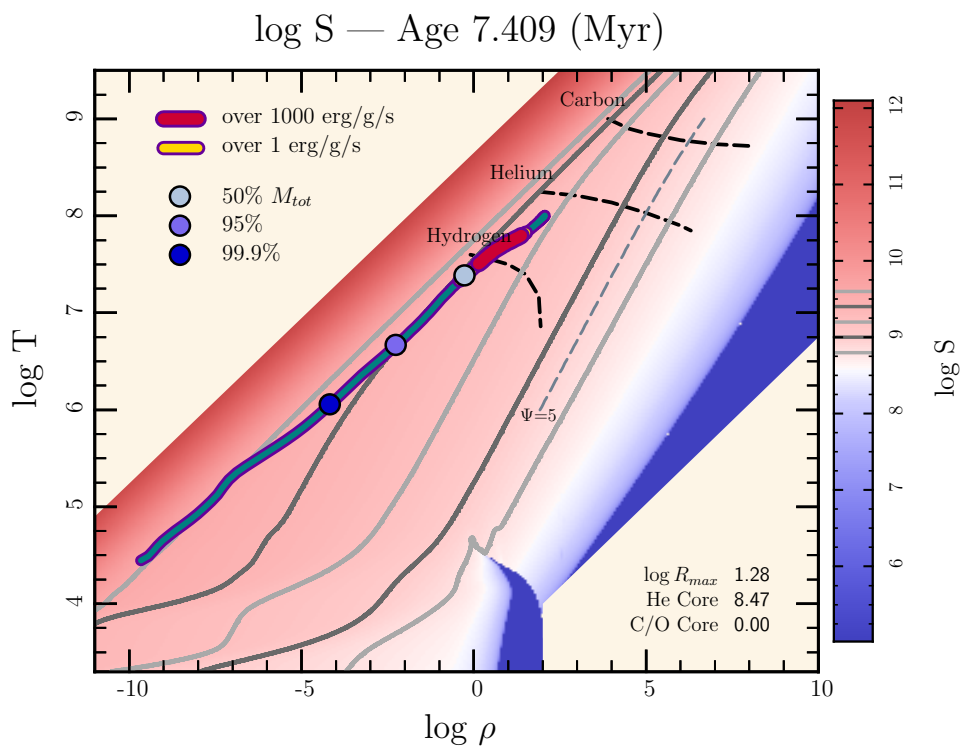 log S — Age 7.409 (Myr)
over 1000 erg/g/s
over 1 erg/g/s
50% M_tot
95%
99.9%
Carbon
Helium
Hydrogen
Ψ=5
log R_max 1.28
He Core 8.47
C/O Core 0.00
log T
9
8
7
6
5
4
-10
-5
0
5
10
log ρ
12
11
10
9
8
7
6
log S